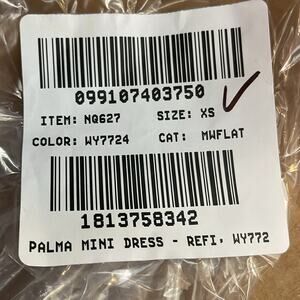 099107403750
ITEM: NQ627 SIZE: XS
COLOR: WY7724 CAT: MWFLAT
1813758342
PALMA MINI DRESS - REFI, WY772